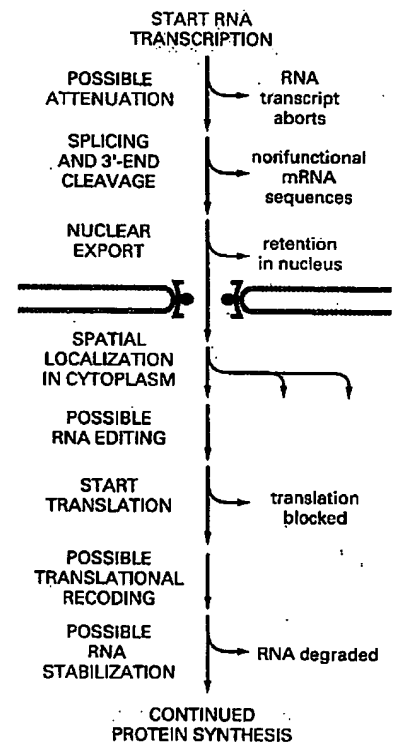 START RNA
TRANSCRIPTION
POSSIBLE
ATTENUATION
RNA
transcript
aborts
SPLICING
AND 3'-END
CLEAVAGE
nonfunctional
mRNA
sequences
NUCLEAR
EXPORT
retention
in nucleus
SPATIAL
LOCALIZATION
IN CYTOPLASM
POSSIBLE
RNA EDITING
START
TRANSLATION
translation
blocked
POSSIBLE
TRANSLATIONAL
RECODING
POSSIBLE
RNA
STABILIZATION
RNA degraded
CONTINUED
PROTEIN SYNTHESIS